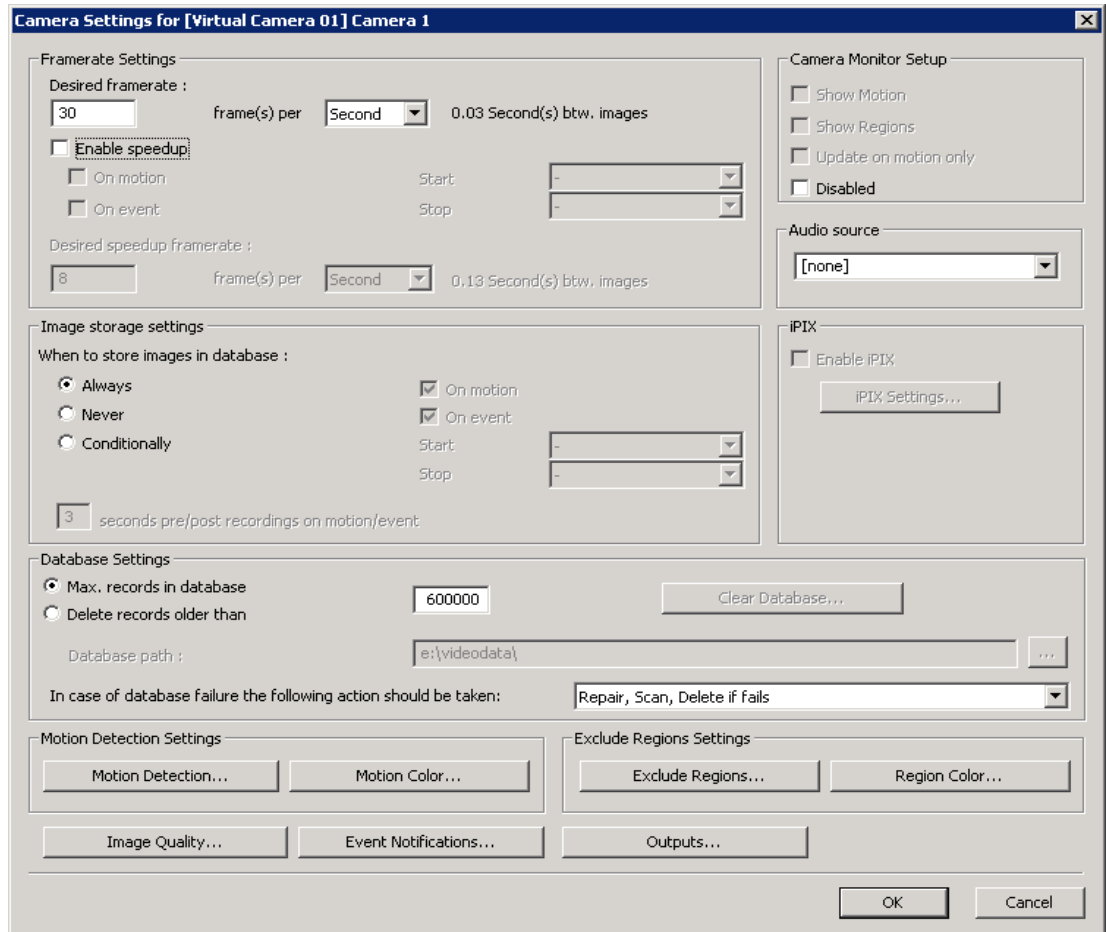 Camera Settings for [Virtual Camera 01] Camera 1
Framerate Settings
Desired framerate :
30 frame(s) per Second 0.03 Second(s) btw. images
Enable speedup
On motion Start -
On event Stop -
Desired speedup framerate :
8 frame(s) per Second 0.13 Second(s) btw. images
Camera Monitor Setup
Show Motion
Show Regions
Update on motion only
Disabled
Audio source
[none]
Image storage settings
When to store images in database :
Always On motion
Never On event
Conditionally Start -
Stop -
3 seconds pre/post recordings on motion/event
iPIX
Enable iPIX
iPIX Settings...
Database Settings
Max. records in database 600000 Clear Database...
Delete records older than
Database path : e:\videodata\ ...
In case of database failure the following action should be taken: Repair, Scan, Delete if fails
Motion Detection Settings
Motion Detection... Motion Color...
Exclude Regions Settings
Exclude Regions... Region Color...
Image Quality... Event Notifications... Outputs...
OK Cancel